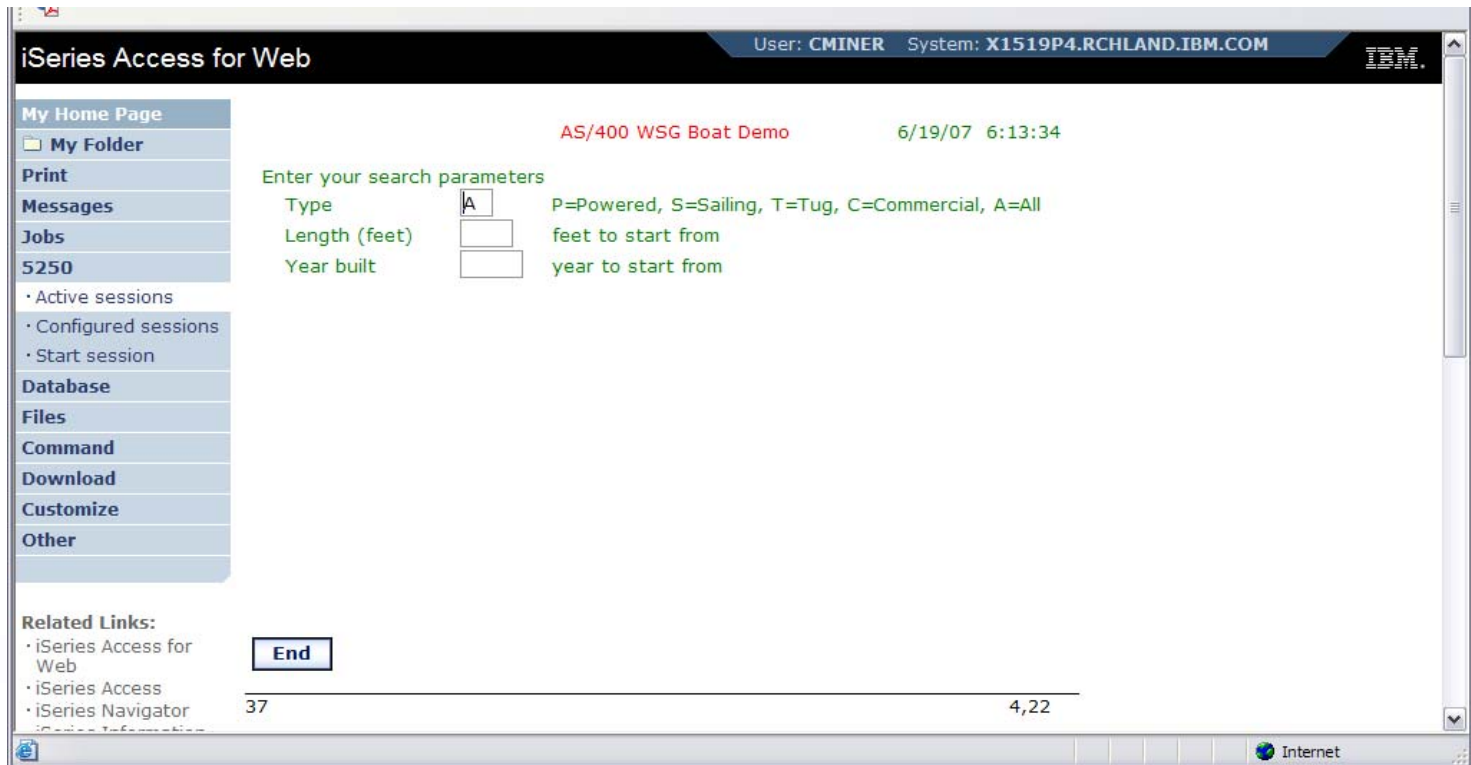 iSeries Access for Web
User: CMINER System: X1519P4.RCHLAND.IBM.COM
IBM.
My Home Page
My Folder
Print
Messages
Jobs
5250
· Active sessions
· Configured sessions
· Start session
Database
Files
Command
Download
Customize
Other
Related Links:
· iSeries Access for
Web
· iSeries Access
· iSeries Navigator
AS/400 WSG Boat Demo 6/19/07 6:13:34
Enter your search parameters
Type A P=Powered, S=Sailing, T=Tug, C=Commercial, A=All
Length (feet) feet to start from
Year built year to start from
End
37 4,22
Internet